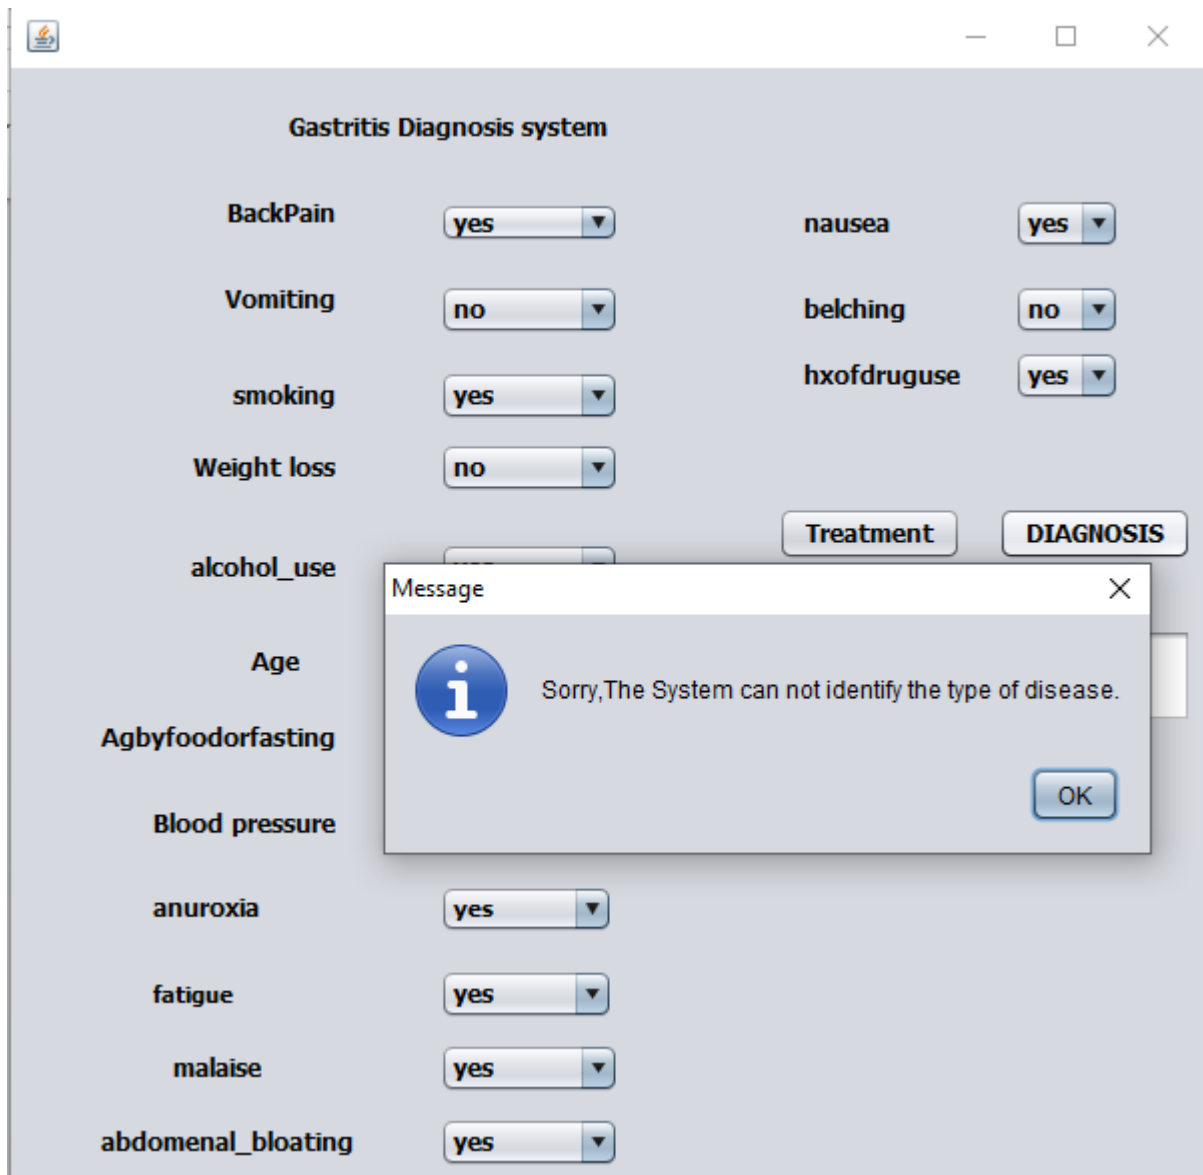 Gastritis Diagnosis system
BackPain yes nausea yes
Vomiting no belching no
smoking yes hxofdruguse yes
Weight loss no
Treatment DIAGNOSIS
alcohol_use
Message
Age
Sorry,The System can not identify the type of disease.
Agbyfoodorfasting
OK
Blood pressure
anuroxia yes
fatigue yes
malaise yes
abdomenal_bloating yes